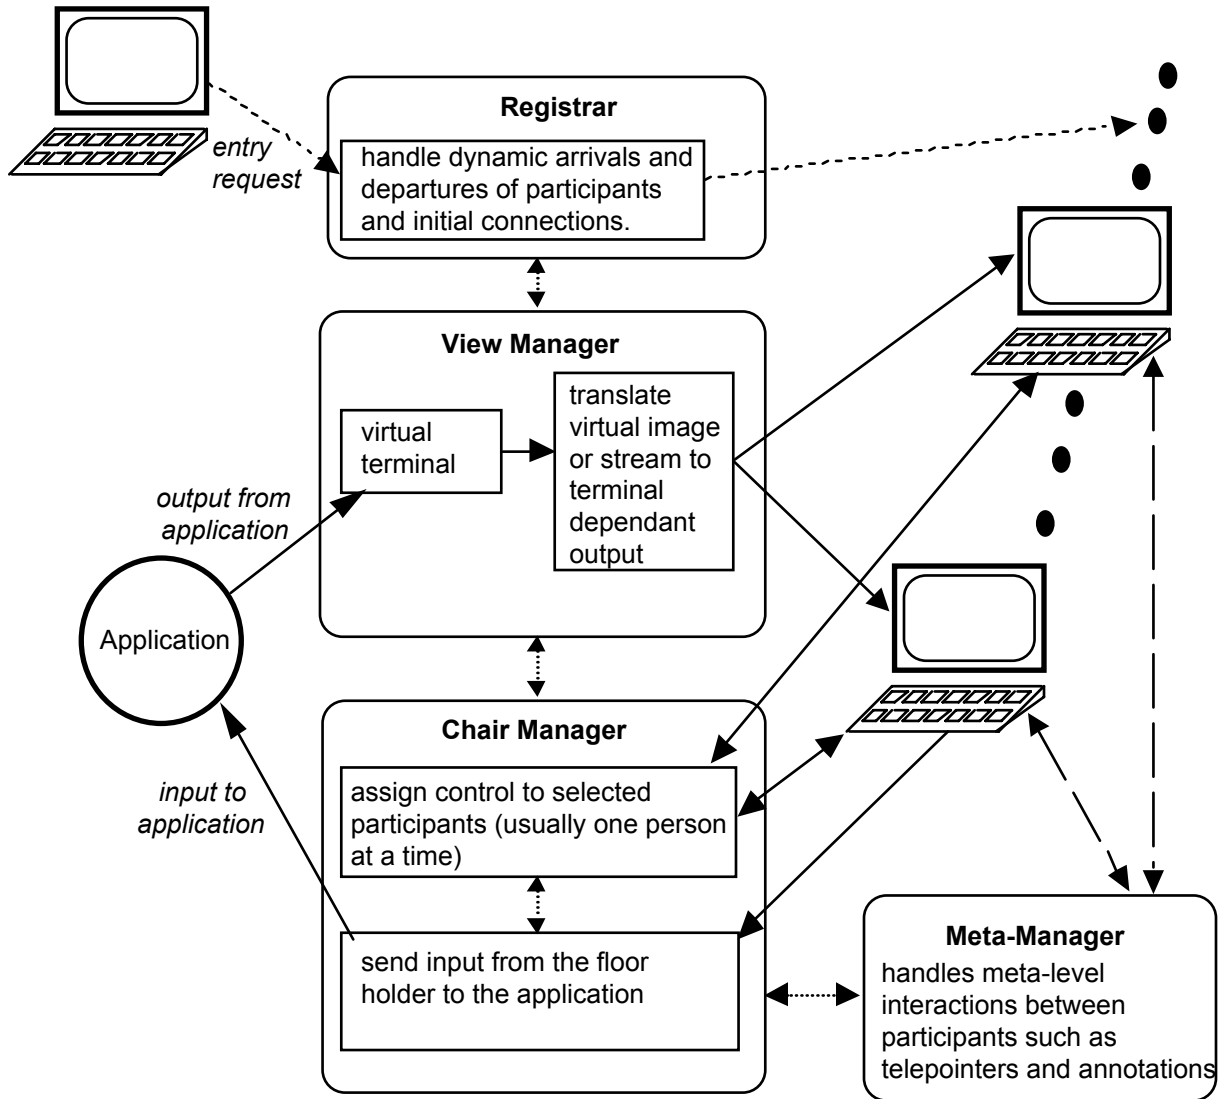 Registrar
entry
request
handle dynamic arrivals and
departures of participants
and initial connections.
View Manager
virtual
terminal
translate
virtual image
or stream to
terminal
dependant
output
output from
application
Application
Chair Manager
input to
application
assign control to selected
participants (usually one person
at a time)
send input from the floor
holder to the application
Meta-Manager
handles meta-level
interactions between
participants such as
telepointers and annotations